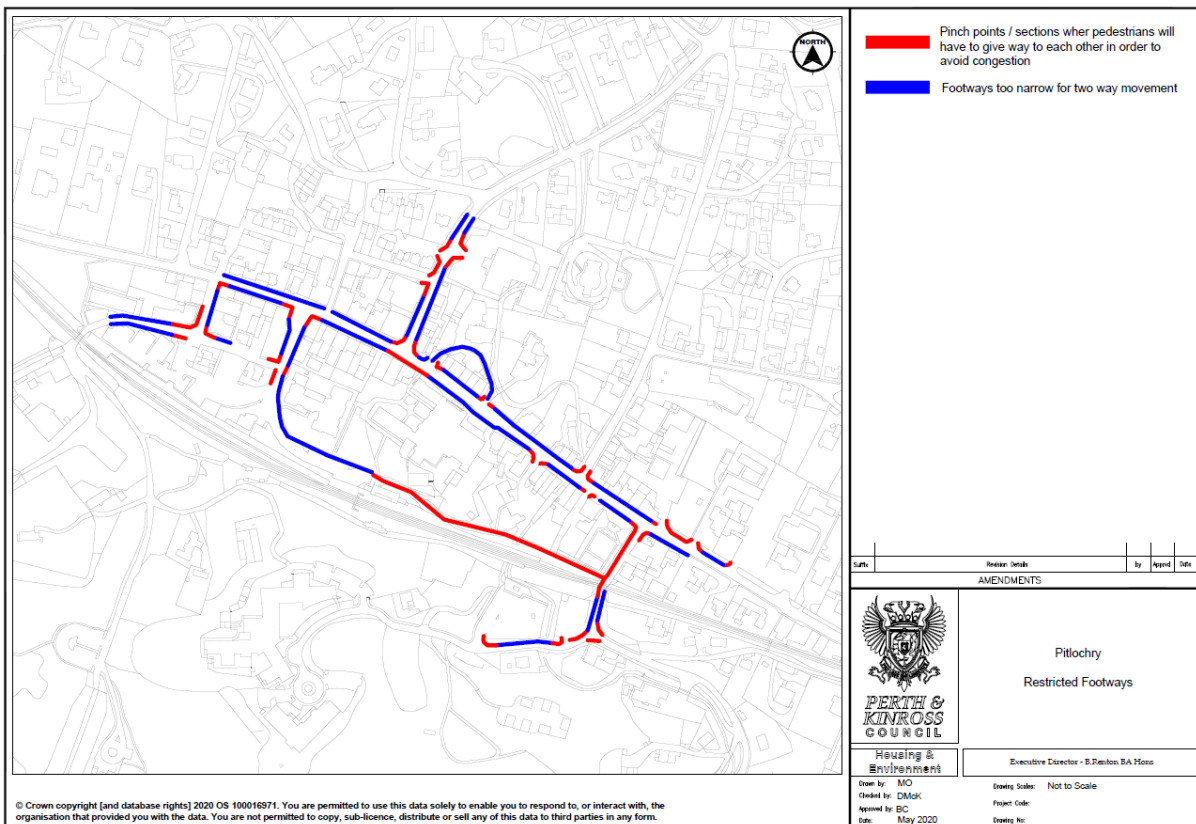 NORTH
Pinch points / sections wher pedestrians will
have to give way to each other in order to
avoid congestion
Footways too narrow for two way movement
Suffix Revision Details by Apprvd Date
AMENDMENTS
PERTH &
KINROSS
COUNCIL
Pitlochry
Restricted Footways
Housing &
Environment
Executive Director - B.Renton BA Hons
Drawn by: MO
Checked by: DMcK
Approved by: BC
Date: May 2020
Drawing Scales: Not to Scale
Project Code:
Drawing No:
© Crown copyright [and database rights] 2020 OS 100016971. You are permitted to use this data solely to enable you to respond to, or interact with, the
organisation that provided you with the data. You are not permitted to copy, sub-licence, distribute or sell any of this data to third parties in any form.